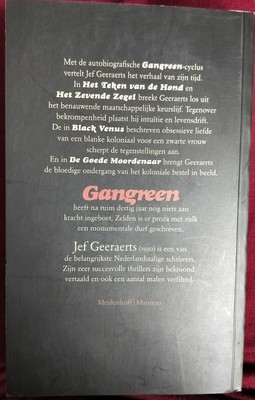 Met de autobiografische Gangreen-cyclus
vertelt Jef Geeraerts het verhaal van zijn tijd.
In Het Teken van de Hond en
Het Zevende Zegel breekt Geeraerts los uit
het benauwende maatschappelijke keurslijf. Tegenover
bekrompenheid plaatst hij intuïtie en levensdrift.
De in Black Venus beschreven obsessieve liefde
van een blanke koloniaal voor een zwarte vrouw
scherpt de tegenstellingen aan.
En in De Goede Moordenaar brengt Geeraerts
de bloedige ondergang van het koloniale bestel in beeld.
Gangreen
heeft na ruim dertig jaar nog niets aan
kracht ingeboet. Zelden is er proza met zulk
een monumentale durf geschreven.
Jef Geeraerts (1930) is een van
de belangrijkste Nederlandstalige schrijvers.
Zijn zeer succesvolle thrillers zijn bekroond,
vertaald en ook een aantal malen verfilmd.
Meulenhoff | Manteau